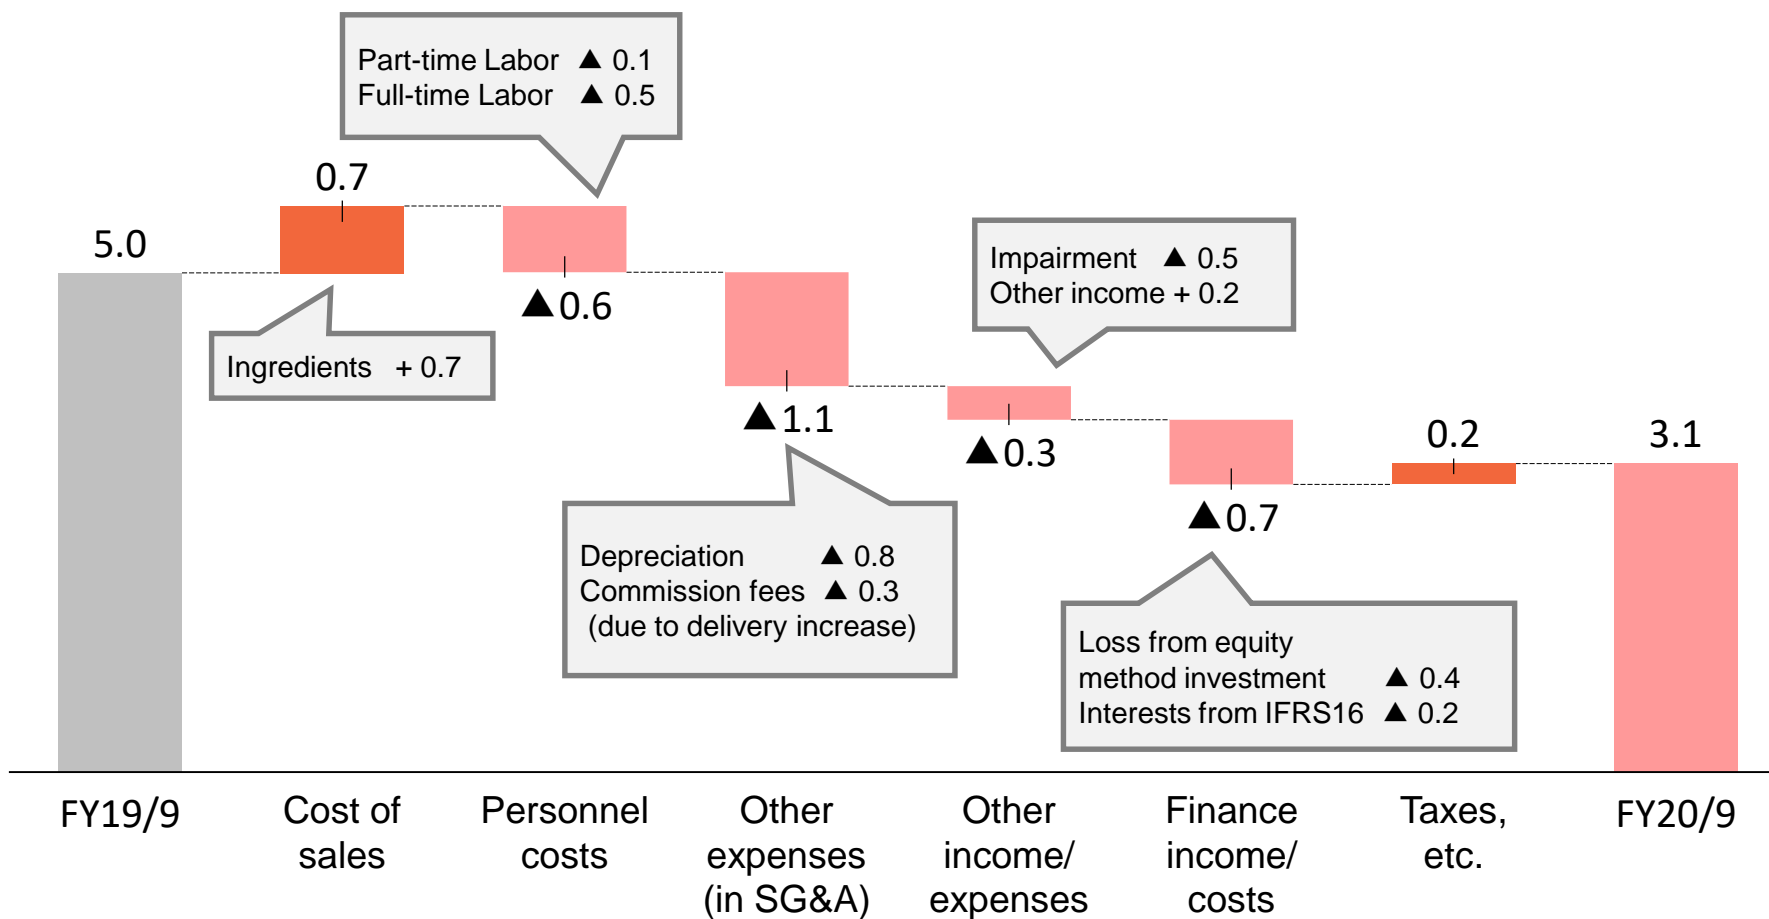 Part-time Labor ▲ 0.1
Full-time Labor ▲ 0.5
0.7
5.0
Impairment ▲ 0.5
Other income + 0.2
▲0.6
Ingredients + 0.7
▲1.1
▲0.3
0.2
3.1
▲0.7
Depreciation ▲ 0.8
Commission fees ▲ 0.3
(due to delivery increase)
Loss from equity
method investment ▲ 0.4
Interests from IFRS16 ▲ 0.2
FY19/9
Cost of
sales
Personnel
costs
Other
expenses
(in SG&A)
Other
income/
expenses
Finance
income/
costs
Taxes,
etc.
FY20/9